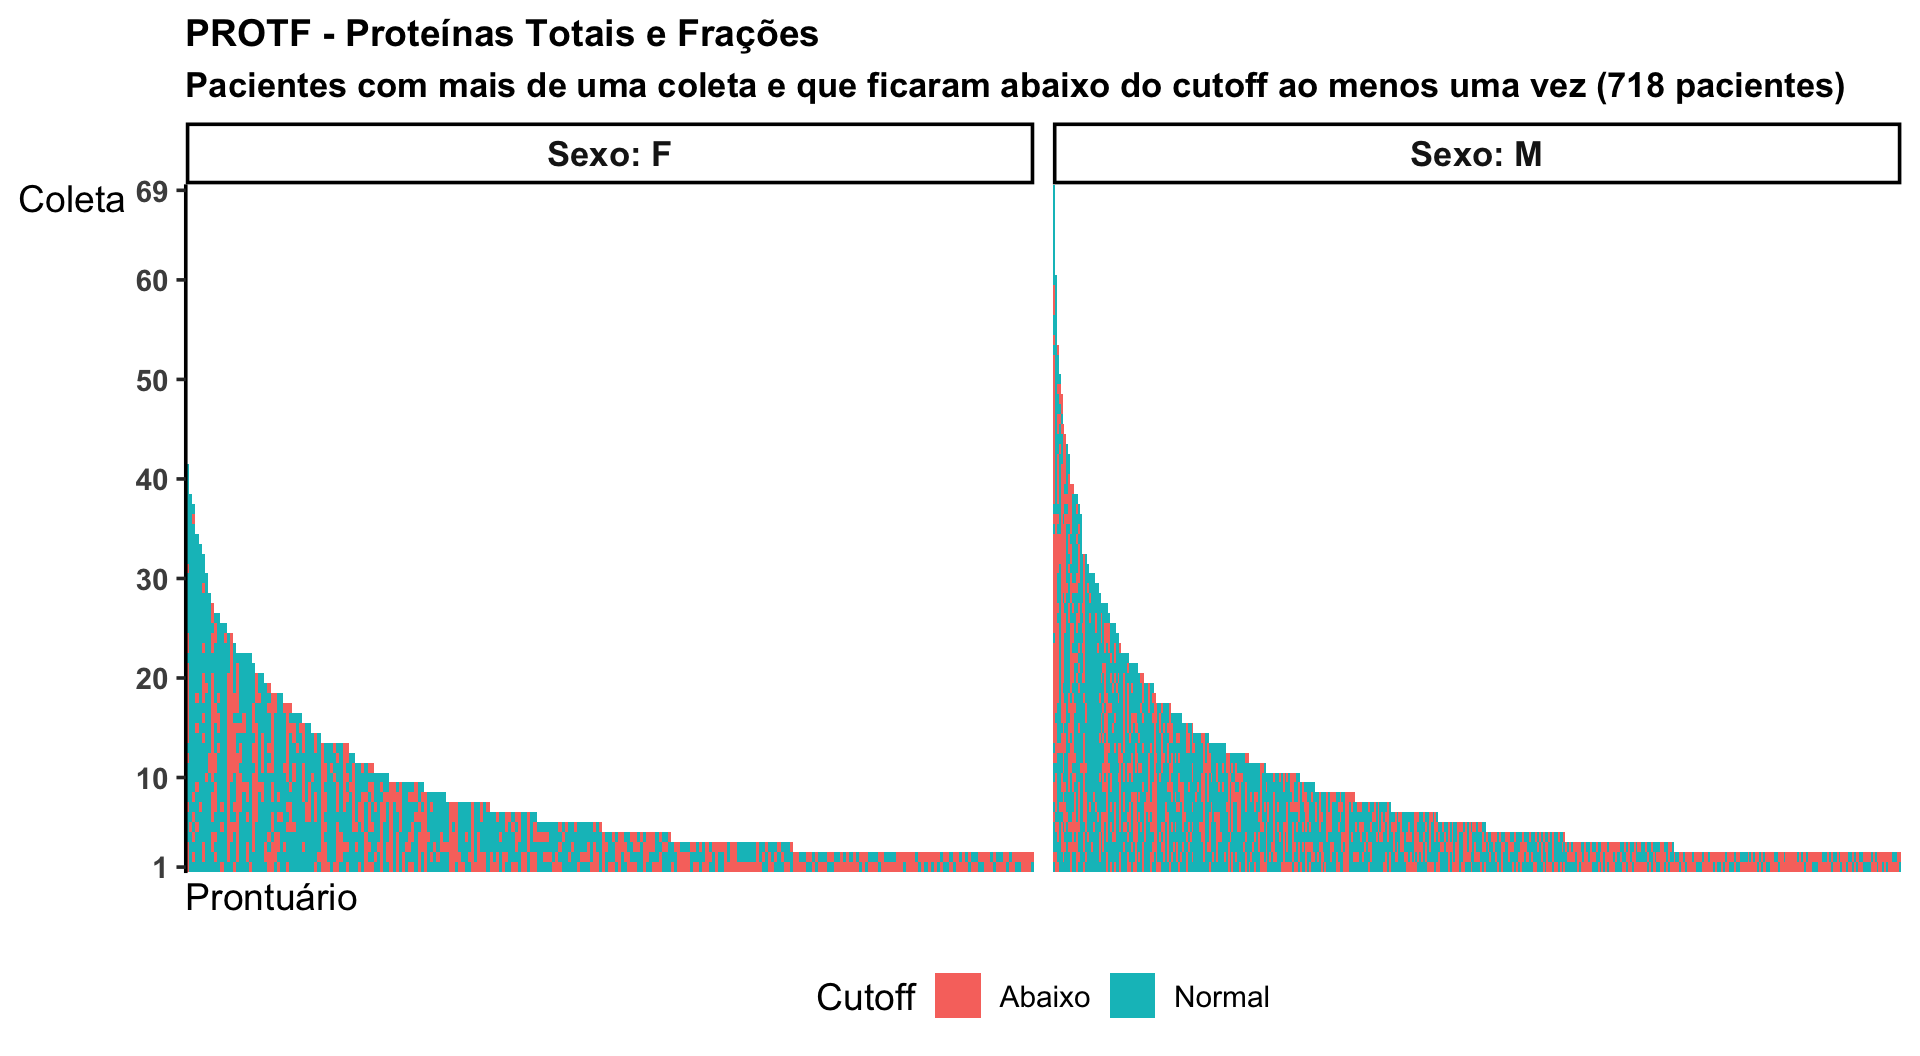 PROTF - Proteínas Totais e Frações
Pacientes com mais de uma coleta e que ficaram abaixo do cutoff ao menos uma vez (718 pacientes)
Sexo: F
Sexo: M
Coleta
69
60
50
40
30
20
10
1
Prontuário
Cutoff
Abaixo
Normal